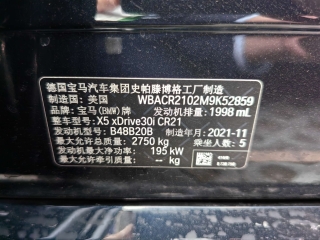 德国宝马汽车集团史帕滕博格工厂制造
制造国: 美国 WBACR2102M9K52859
品牌: 宝马(BMW)牌 发动机排量: 1998 mL
整车型号: X5 xDrive30i CR21
发动机型号: B48B20B 制造年月: 2021-11
最大允许总质量: 2750 kg 乘坐人数: 5
发动机最大净功率: 195 kW
最大允许牵引质量: -- kg